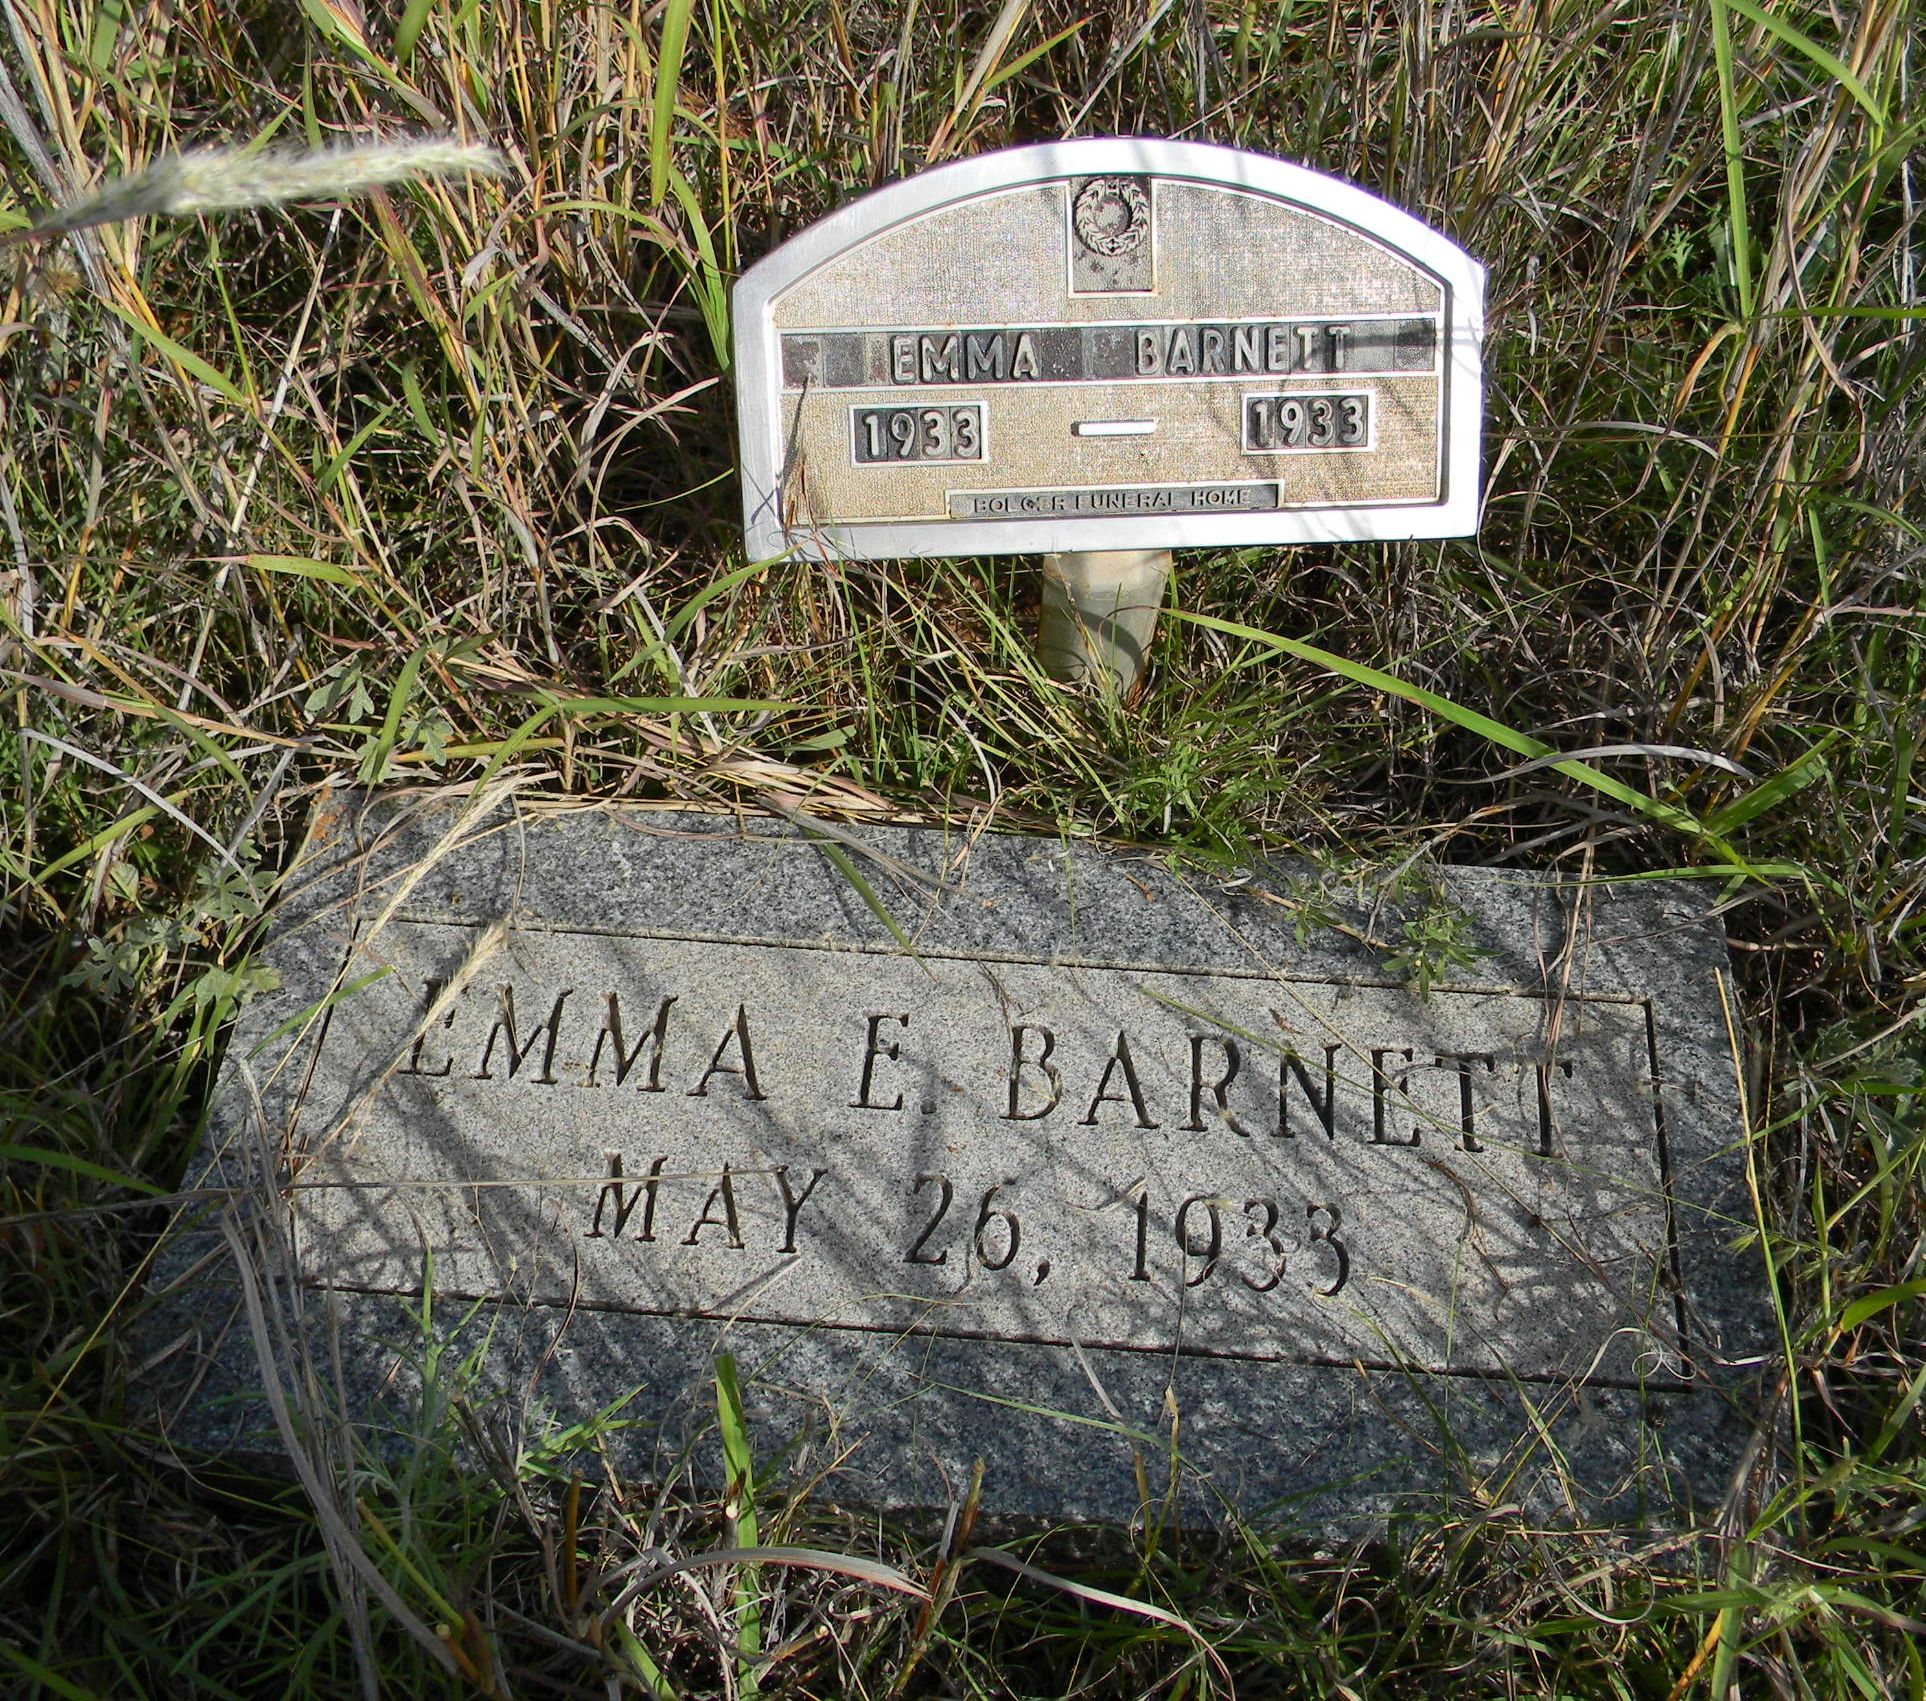 EMMA BARNETT
1933 — 1933
BOLGER FUNERAL HOME
EMMA E. BARNETT
MAY 26, 1933